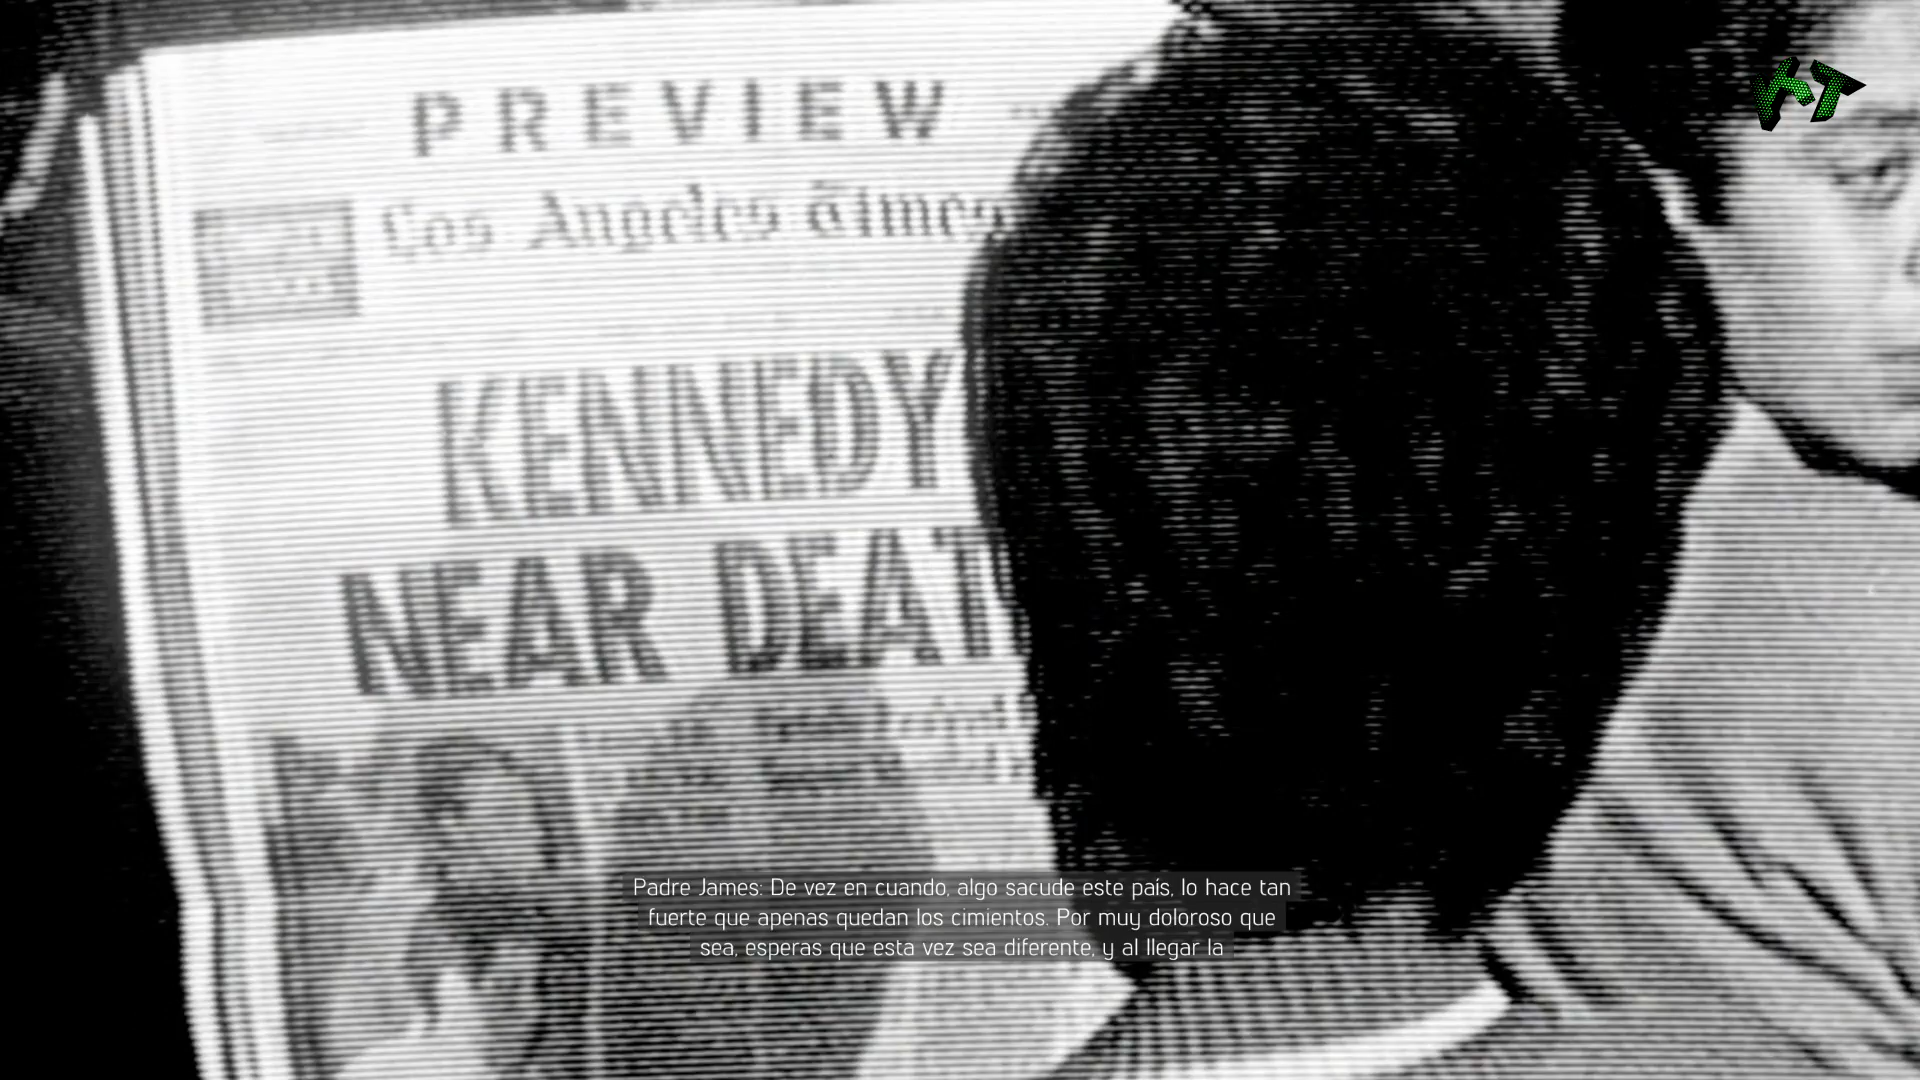 KT
PREVIEW
Los Angeles Times
KENNEDY
NEAR DEAT
Padre James: De vez en cuando, algo sacude este país, lo hace tan
fuerte que apenas quedan los cimientos. Por muy doloroso que
sea, esperas que esta vez sea diferente, y al llegar la